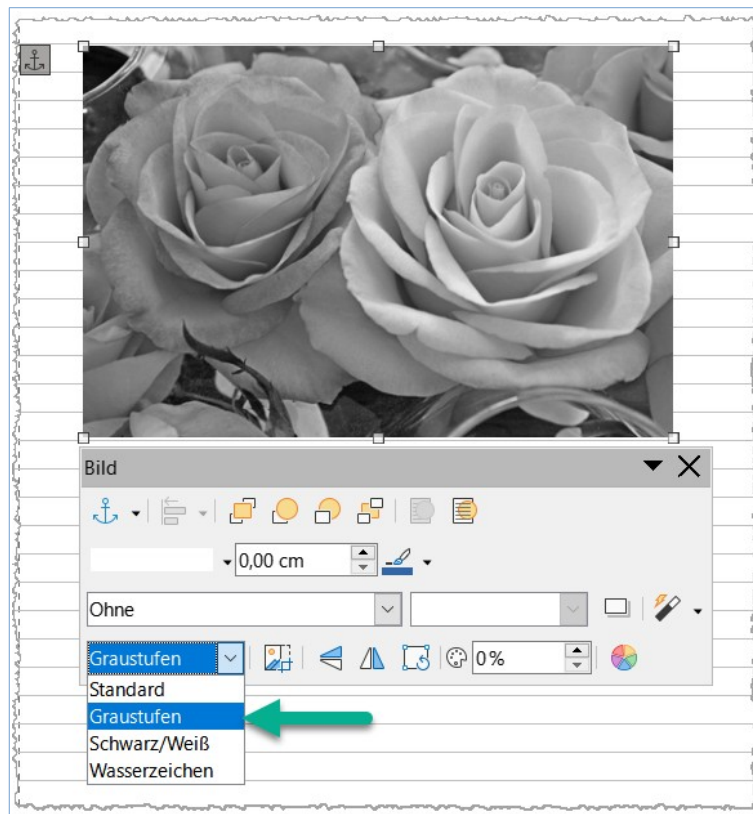 Bild
0,00 cm
Ohne
Graustufen
0%
Standard
Graustufen
Schwarz/Weiß
Wasserzeichen